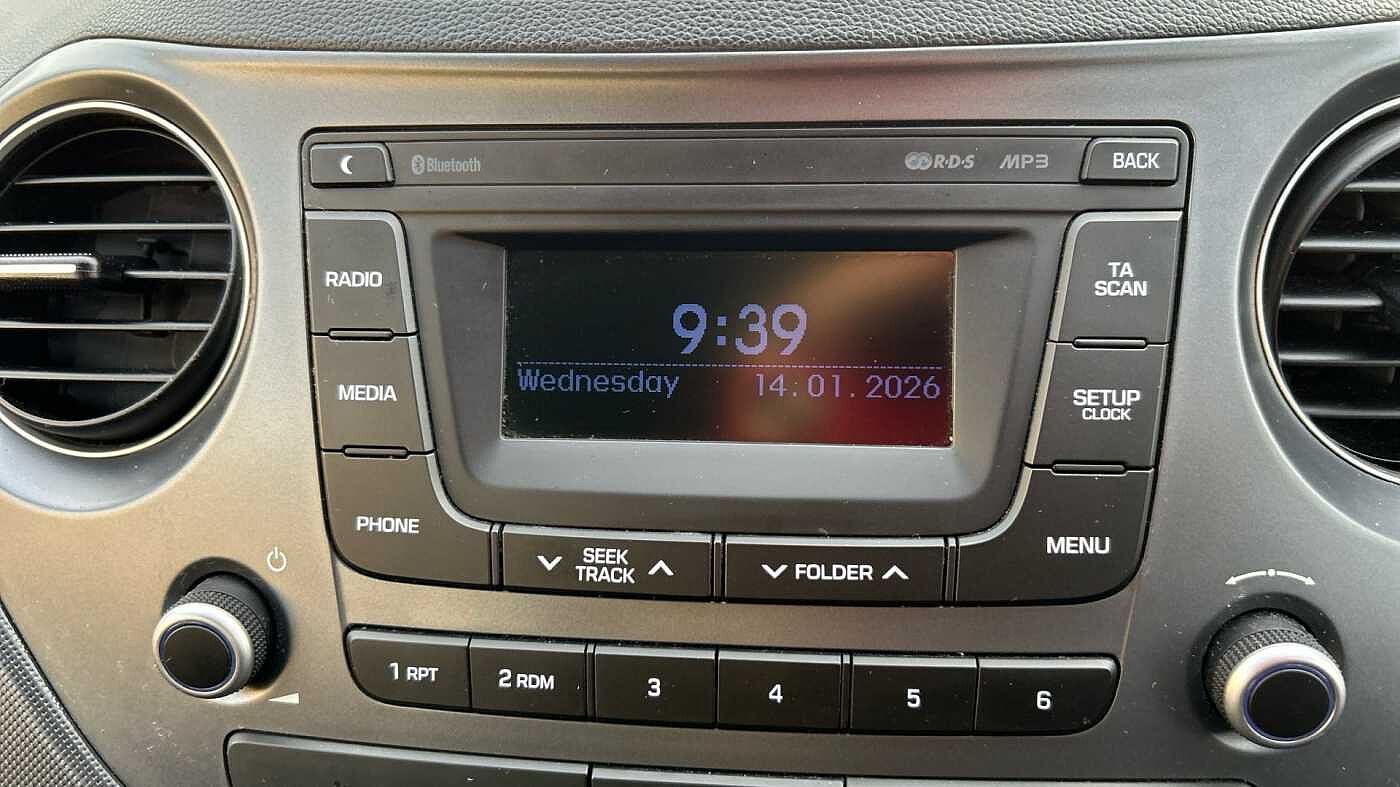 Bluetooth
R·D·S MP3
BACK
RADIO
TA
SCAN
9:39
Wednesday 14.01.2026
MEDIA
SETUP
CLOCK
PHONE
SEEK
TRACK
FOLDER
MENU
1 RPT
2 RDM
3
4
5
6